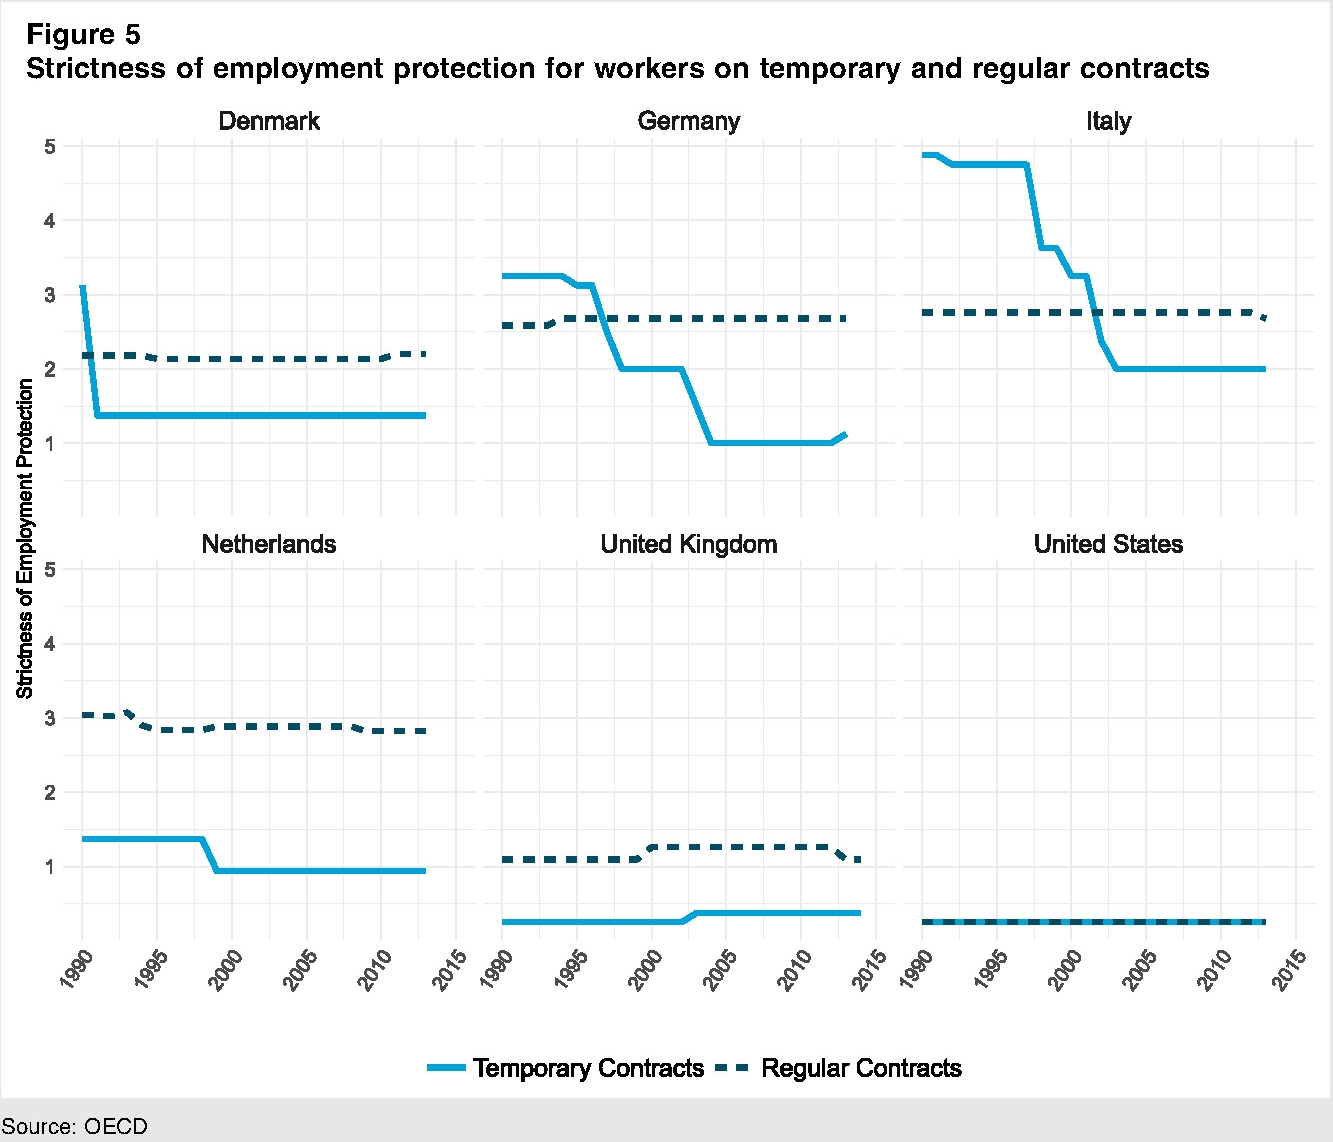 Figure 5
Strictness of employment protection for workers on temporary and regular contracts
Denmark
Germany
Italy
5
4
3
2
1
Strictness of Employment Protection
Netherlands
United Kingdom
United States
5
4
3
2
1
1990 1995 2000 2005 2010 2015
1990 1995 2000 2005 2010 2015
1990 1995 2000 2005 2010 2015
Temporary Contracts Regular Contracts
Source: OECD